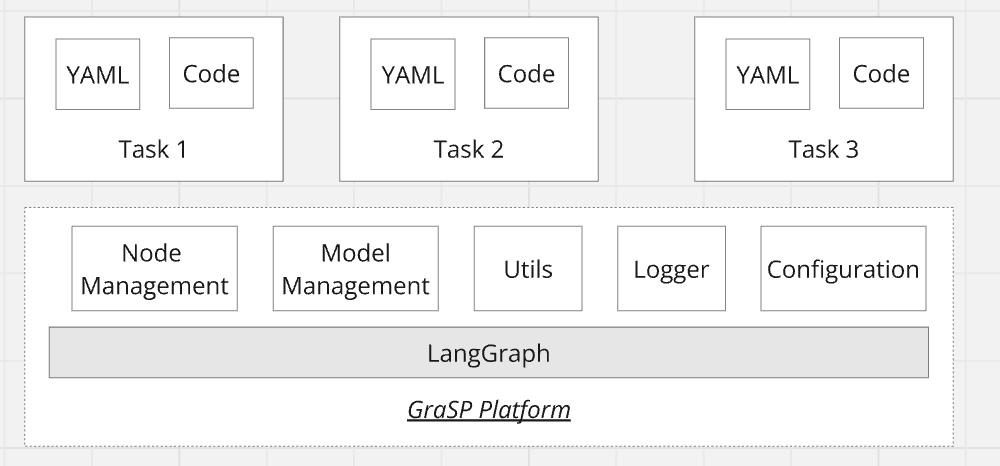 YAML
Code
Task 1
YAML
Code
Task 2
YAML
Code
Task 3
Node
Management
Model
Management
Utils
Logger
Configuration
LangGraph
GraSP Platform